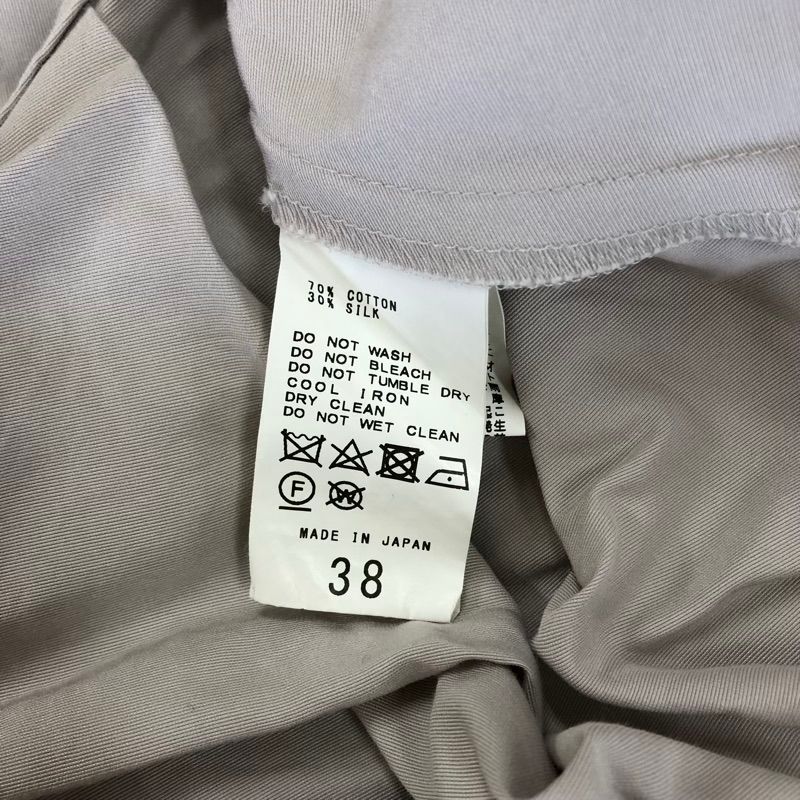 70% COTTON
30% SILK
DO NOT WASH
DO NOT BLEACH
DO NOT TUMBLE DRY
COOL IRON
DRY CLEAN
DO NOT WET CLEAN
F W
MADE IN JAPAN
38